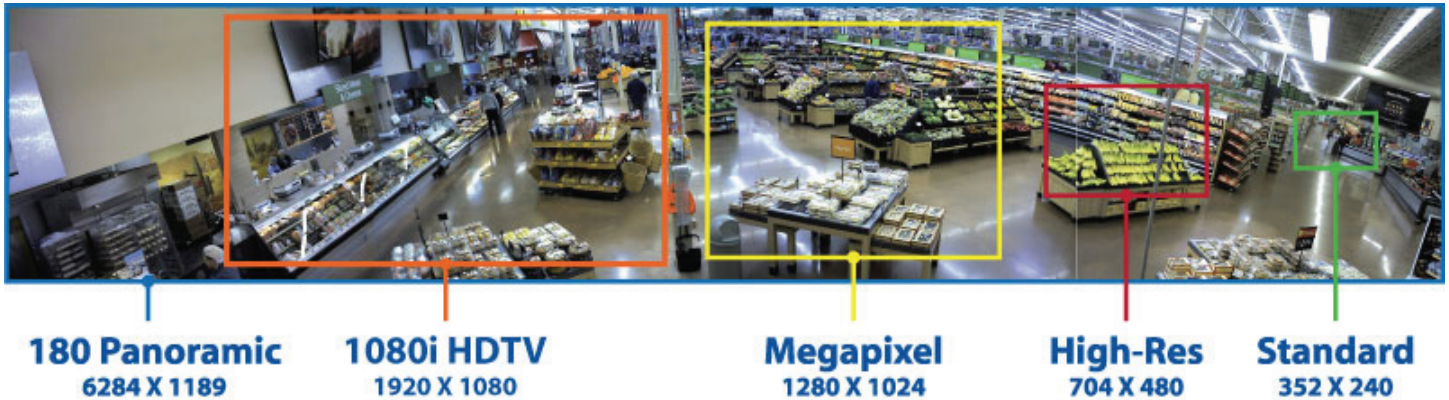 180 Panoramic
6284 X 1189
1080i HDTV
1920 X 1080
Megapixel
1280 X 1024
High-Res
704 X 480
Standard
352 X 240